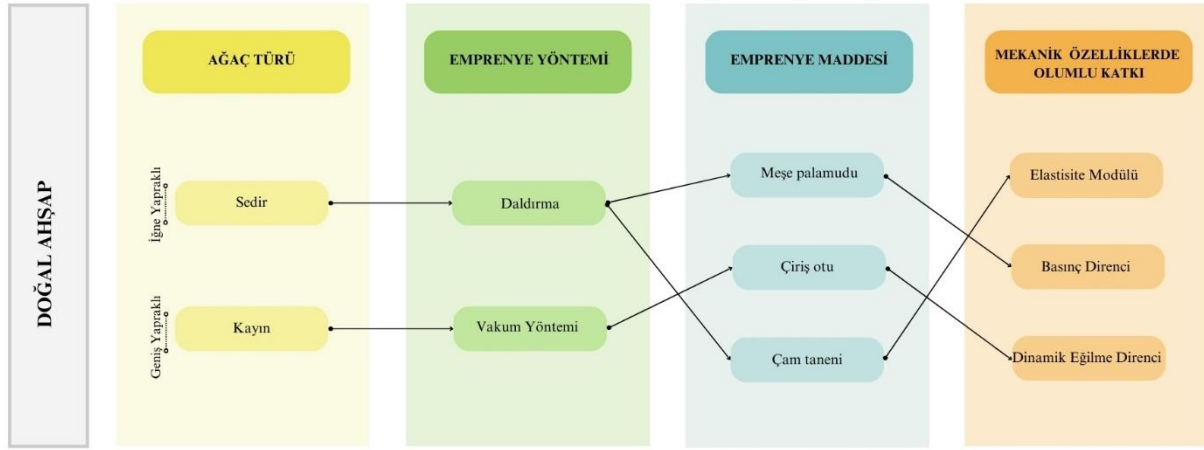 DOĞAL AHŞAP
AĞAÇ TÜRÜ
İğne Yapraklı
Sedir
Geniş Yapraklı
Kayın
EMPRENYE YÖNTEMİ
Daldırma
Vakum Yöntemi
EMPRENYE MADDESİ
Meşe palamudu
Çiriş otu
Çam taneni
MEKANİK ÖZELLİKLERDE
OLUMLU KATKI
Elastisite Modülü
Basınç Direnci
Dinamik Eğilme Direnci